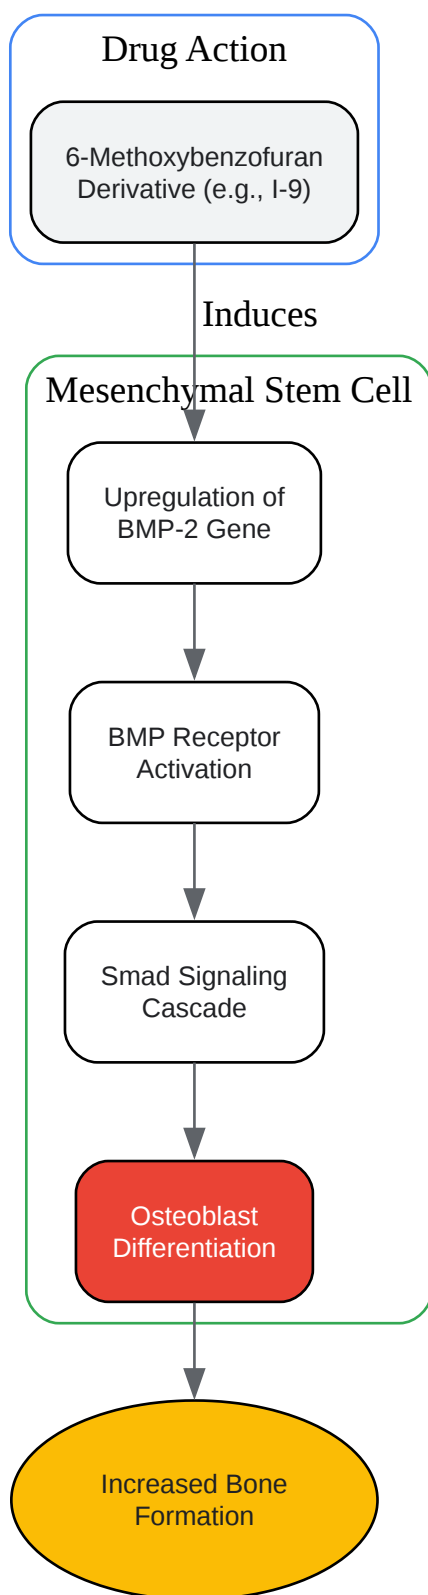 Drug Action
6-Methoxybenzofuran
Derivative (e.g., I-9)
Induces
Mesenchymal Stem Cell
Upregulation of
BMP-2 Gene
BMP Receptor
Activation
Smad Signaling
Cascade
Osteoblast
Differentiation
Increased Bone
Formation